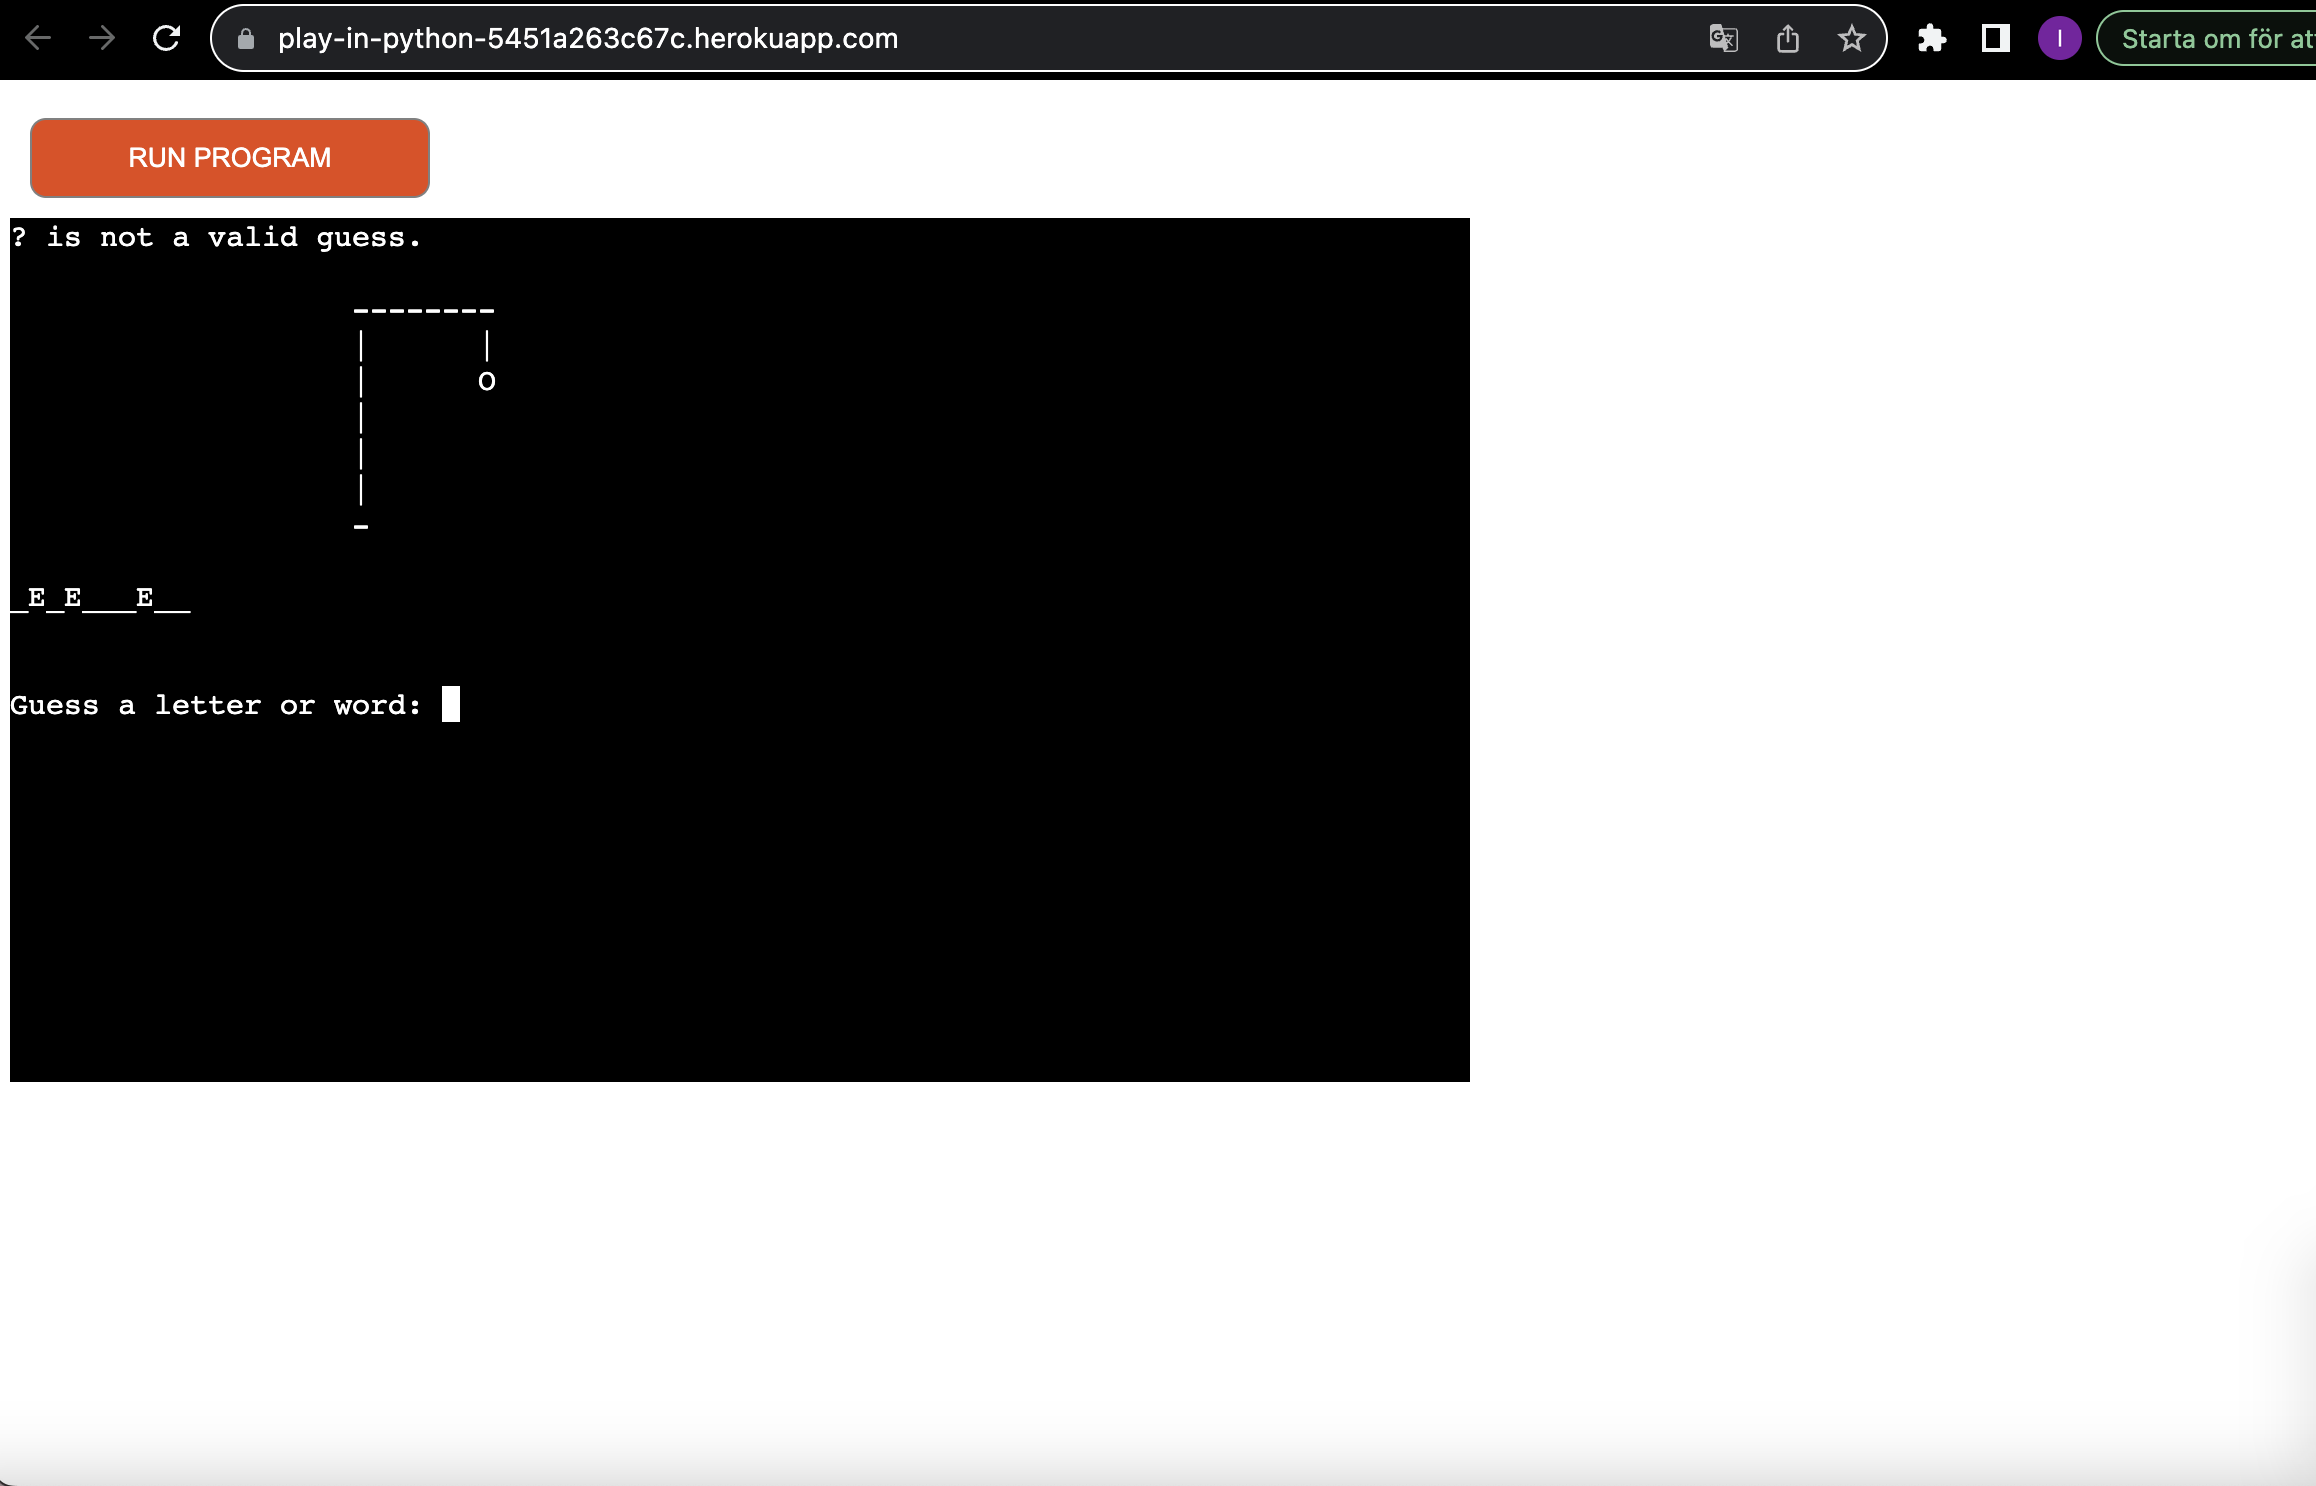 play-in-python-5451a263c67c.herokuapp.com
I
Starta om för at
RUN PROGRAM
? is not a valid guess.
--------
|      |
|      O
|
|
|
-
_E_E___E__
Guess a letter or word: